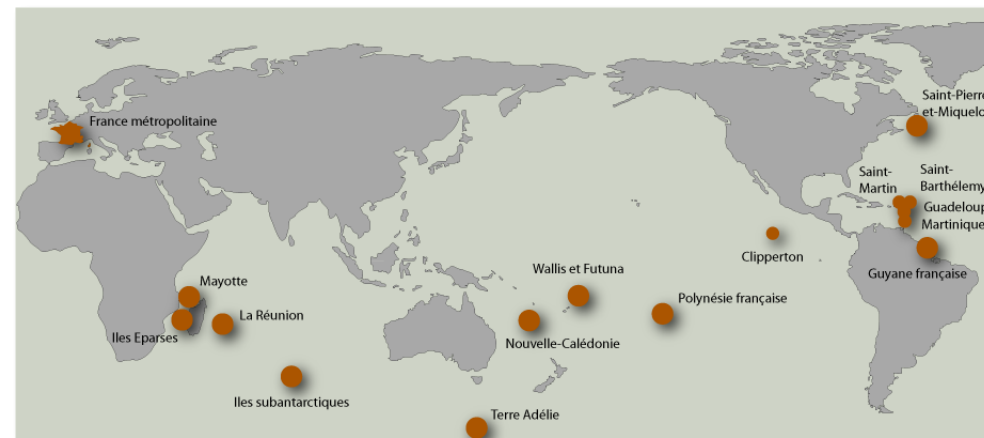 France métropolitaine
Saint-Pierre
et-Miquelo
Saint-
Martin
Saint-
Barthélemy
Guadeloup
Martinique
Clipperton
Guyane française
Wallis et Futuna
Polynésie française
Nouvelle-Calédonie
Mayotte
La Réunion
Iles Eparses
Iles subantarctiques
Terre Adélie